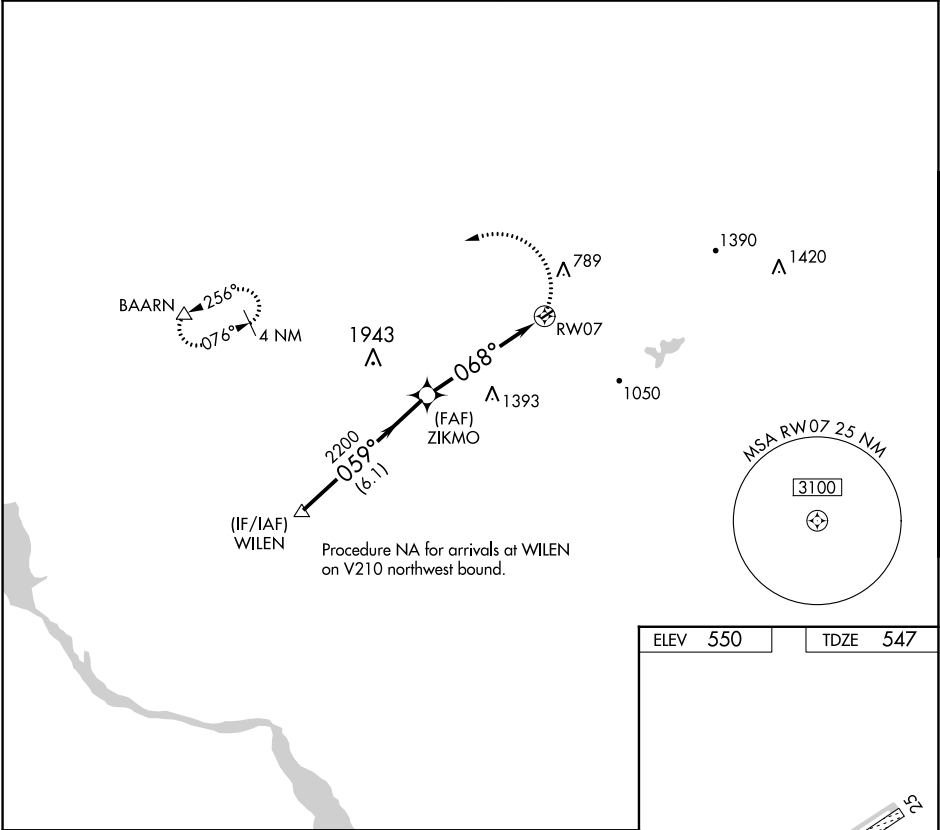 1390
1420
789
BAARN
256°
076°
4 NM
RW07
1943
068°
1050
1393
(FAF)
ZIKMO
2200
059°
(6.1)
MSA RW07 25 NM
3100
(IF/IAF)
WILEN
Procedure NA for arrivals at WILEN
on V210 northwest bound.
ELEV 550
TDZE 547
25